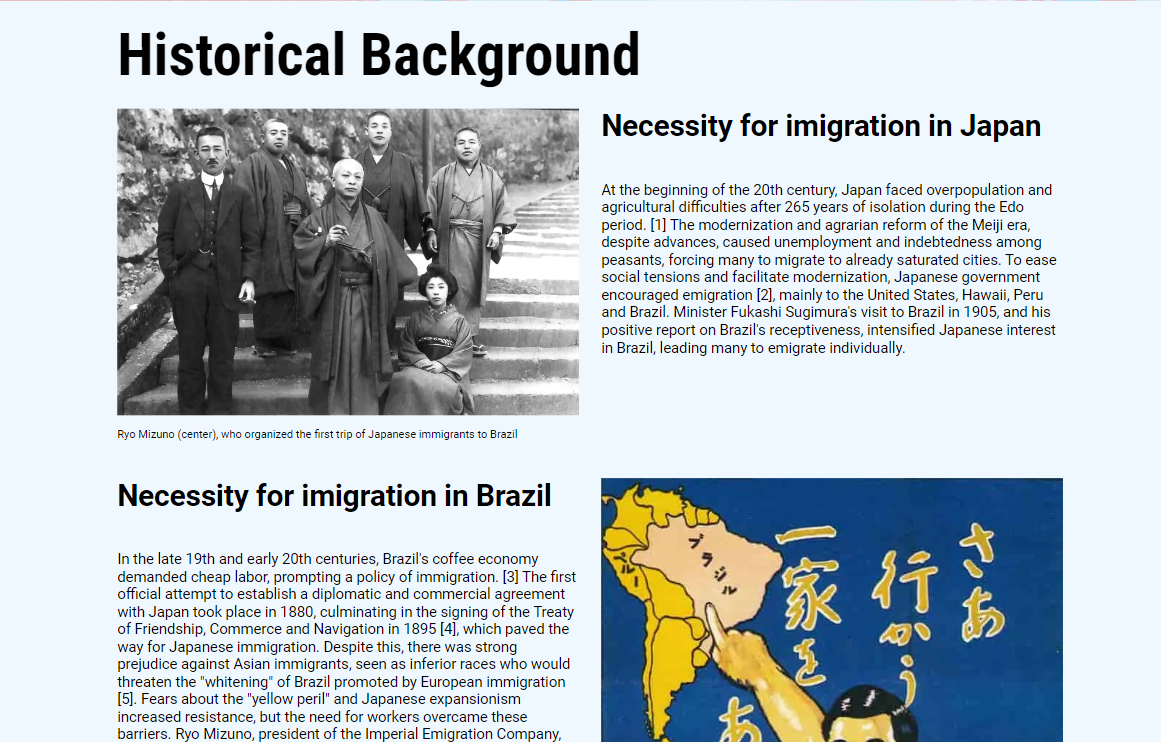 Historical Background
Necessity for imigration in Japan
At the beginning of the 20th century, Japan faced overpopulation and
agricultural difficulties after 265 years of isolation during the Edo
period. [1] The modernization and agrarian reform of the Meiji era,
despite advances, caused unemployment and indebtedness among
peasants, forcing many to migrate to already saturated cities. To ease
social tensions and facilitate modernization, Japanese government
encouraged emigration [2], mainly to the United States, Hawaii, Peru
and Brazil. Minister Fukashi Sugimura's visit to Brazil in 1905, and his
positive report on Brazil's receptiveness, intensified Japanese interest
in Brazil, leading many to emigrate individually.
Ryo Mizuno (center), who organized the first trip of Japanese immigrants to Brazil
Necessity for imigration in Brazil
In the late 19th and early 20th centuries, Brazil's coffee economy
demanded cheap labor, prompting a policy of immigration. [3] The first
official attempt to establish a diplomatic and commercial agreement
with Japan took place in 1880, culminating in the signing of the Treaty
of Friendship, Commerce and Navigation in 1895 [4], which paved the
way for Japanese immigration. Despite this, there was strong
prejudice against Asian immigrants, seen as inferior races who would
threaten the "whitening" of Brazil promoted by European immigration
[5]. Fears about the "yellow peril" and Japanese expansionism
increased resistance, but the need for workers overcame these
barriers. Ryo Mizuno, president of the Imperial Emigration Company,
さあ
行かう
一家を
あ
ブラジル
ペルー